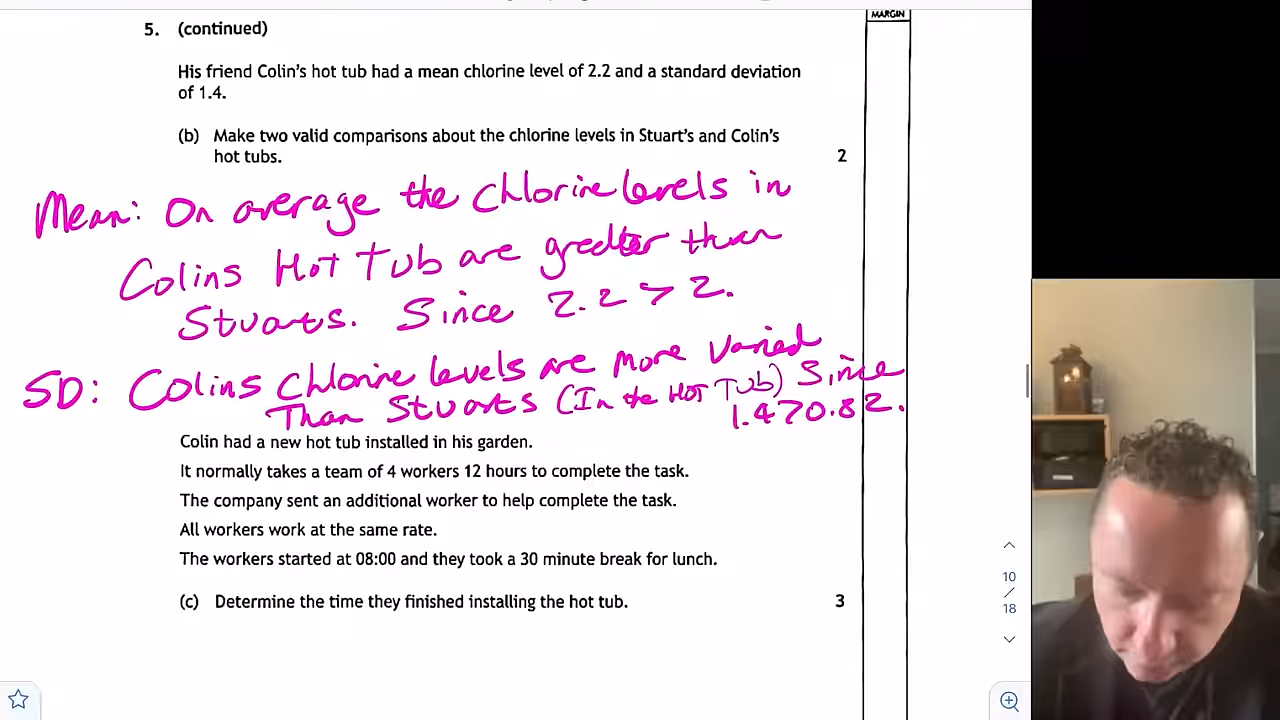 MARGIN
5. (continued)
His friend Colin's hot tub had a mean chlorine level of 2.2 and a standard deviation
of 1.4.
(b) Make two valid comparisons about the chlorine levels in Stuart's and Colin's
hot tubs.
2
Mean: On average the chlorine levels in
Colins Hot Tub are greater than
Stuarts. Since 2.2 > 2.
SD: Colins Chlorine levels are more varied
Than Stuarts (In the Hot Tub) Since
1.4>0.82.
Colin had a new hot tub installed in his garden.
It normally takes a team of 4 workers 12 hours to complete the task.
The company sent an additional worker to help complete the task.
All workers work at the same rate.
The workers started at 08:00 and they took a 30 minute break for lunch.
(c) Determine the time they finished installing the hot tub.
3
10
/
18